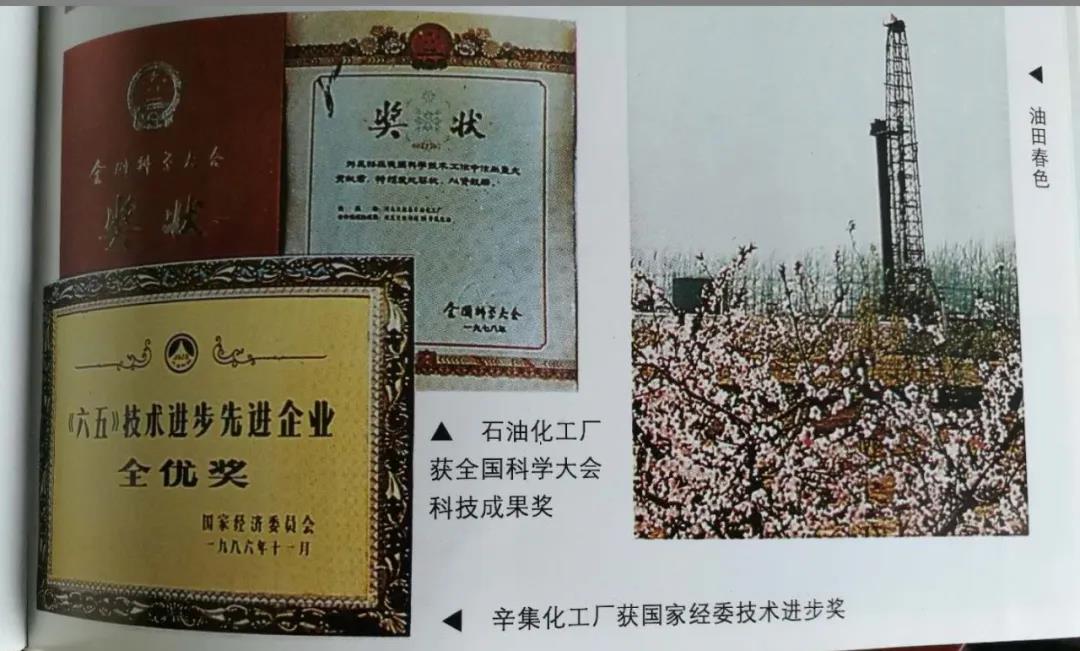 全国科学大会
奖状
奖状
全国科学大会
一九七八年
《六五》技术进步先进企业
全优奖
国家经济委员会
一九八六年十一月
▲ 石油化工厂
获全国科学大会
科技成果奖
◀ 油田春色
◀ 辛集化工厂获国家经委技术进步奖